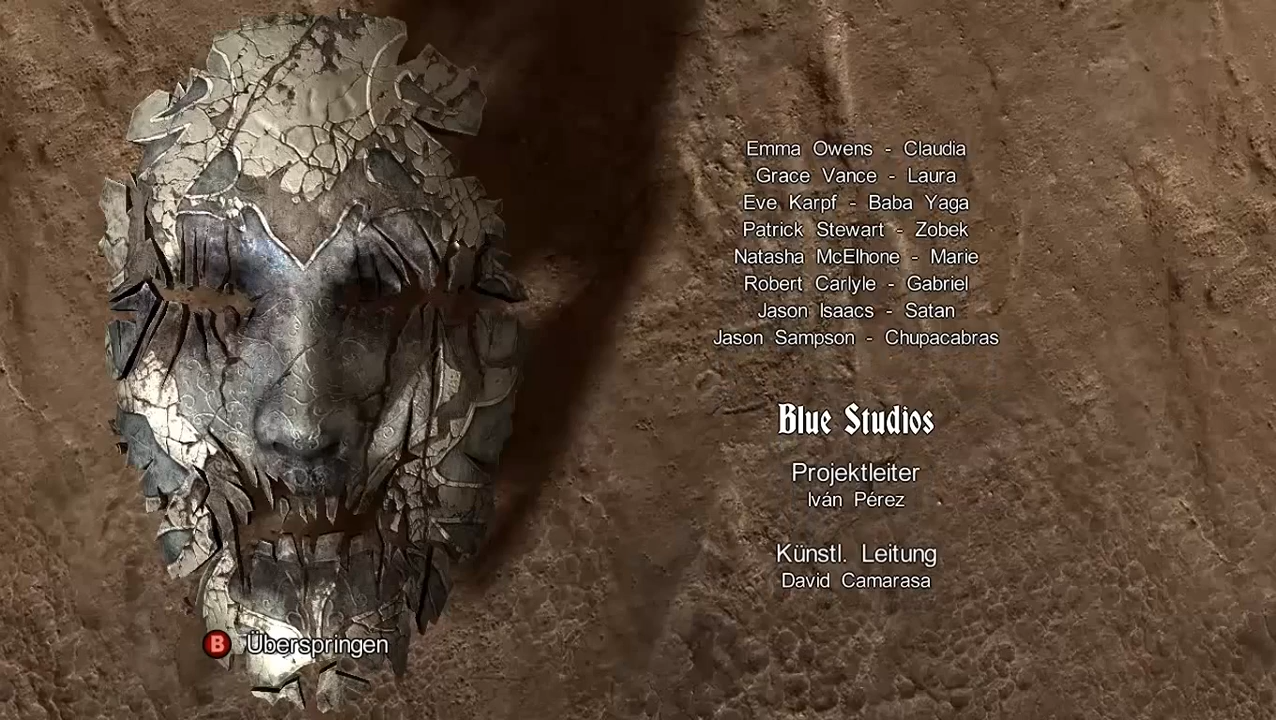 Emma Owens - Claudia
Grace Vance - Laura
Eve Karpf - Baba Yaga
Patrick Stewart - Zobek
Natasha McElhone - Marie
Robert Carlyle - Gabriel
Jason Isaacs - Satan
Jason Sampson - Chupacabras
Blue Studios
Projektleiter
Iván Pérez
Künstl. Leitung
David Camarasa
B Überspringen